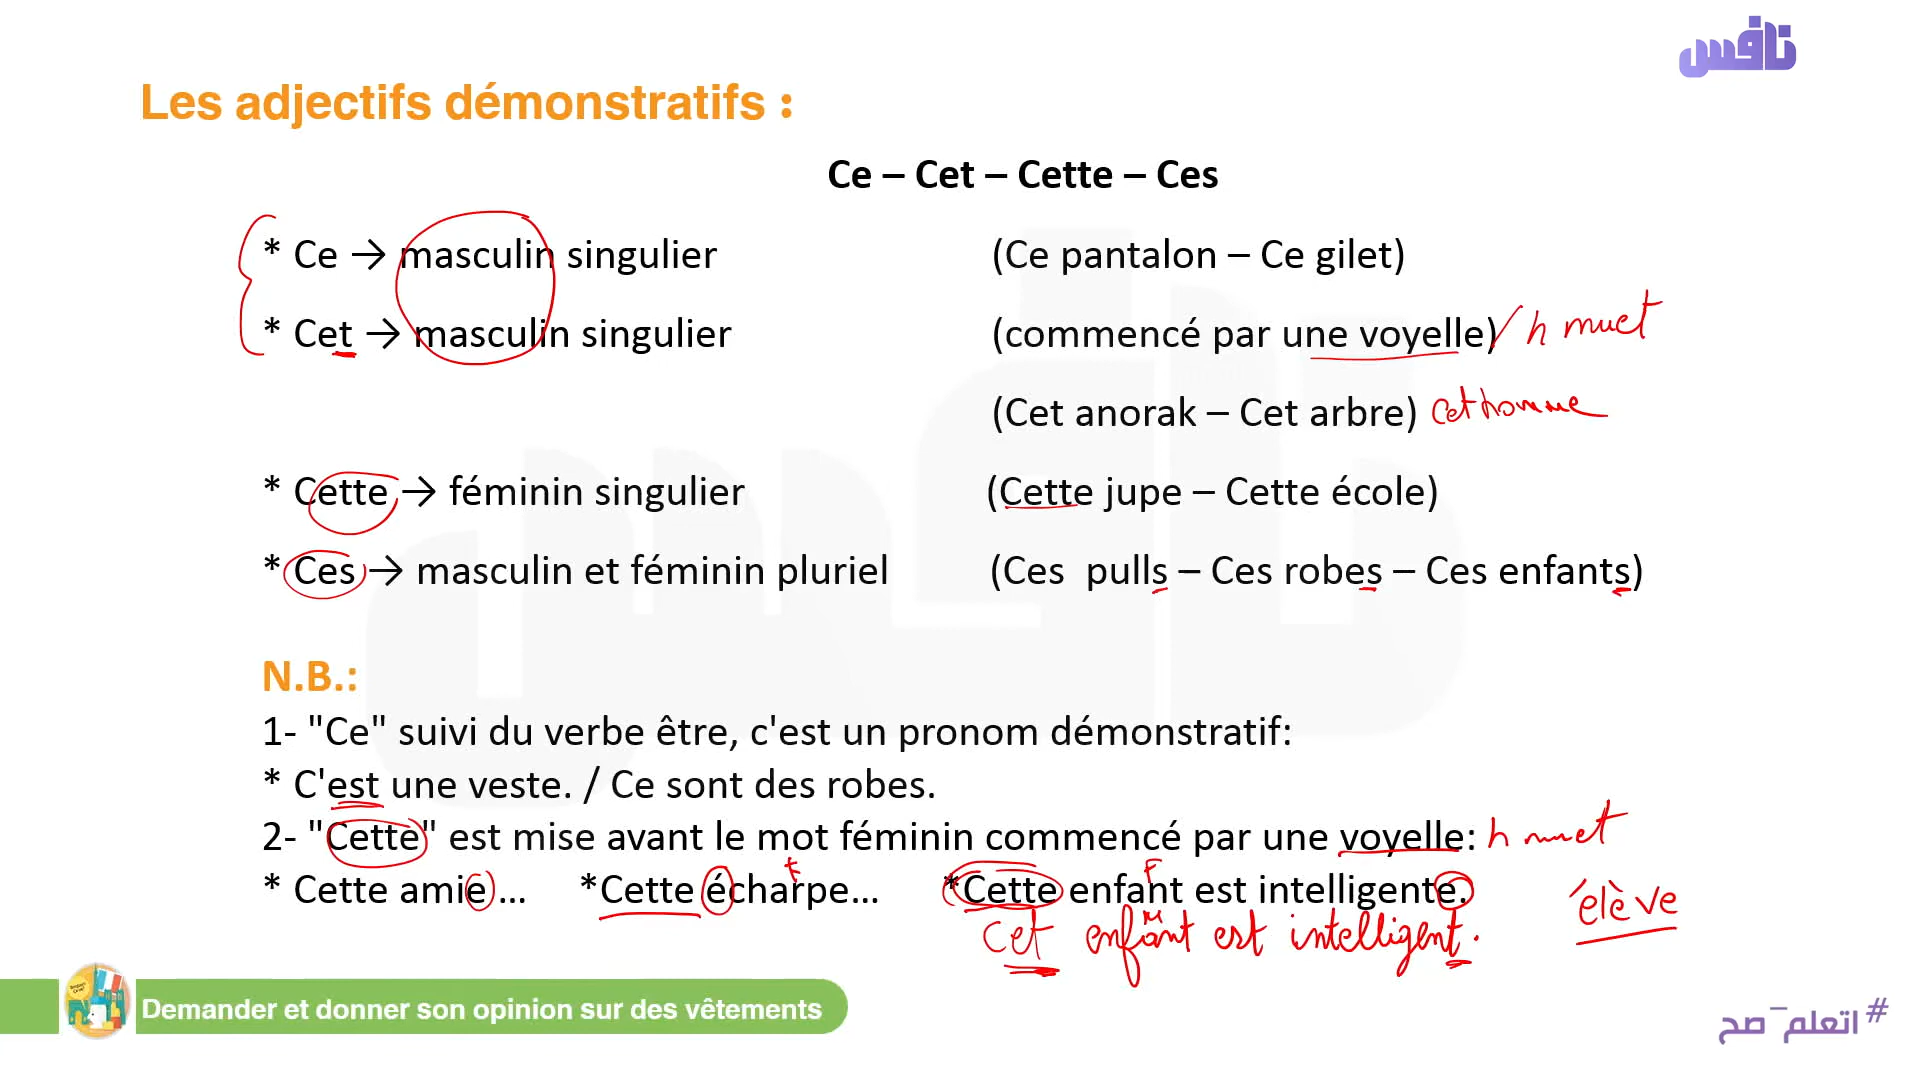 نافس
Les adjectifs démonstratifs :
Ce – Cet – Cette – Ces
* Ce → masculin singulier (Ce pantalon – Ce gilet)
* Cet → masculin singulier (commencé par une voyelle) / h muet
(Cet anorak – Cet arbre) cet homme
* Cette → féminin singulier (Cette jupe – Cette école)
* Ces → masculin et féminin pluriel (Ces pulls – Ces robes – Ces enfants)
N.B.:
1- "Ce" suivi du verbe être, c'est un pronom démonstratif:
* C'est une veste. / Ce sont des robes.
2- "Cette" est mise avant le mot féminin commencé par une voyelle: h muet
* Cette amie ... *Cette écharpe... *Cette enfant est intelligente. élève
cet enfant est intelligent.
Demander et donner son opinion sur des vêtements
#اتعلم_صح